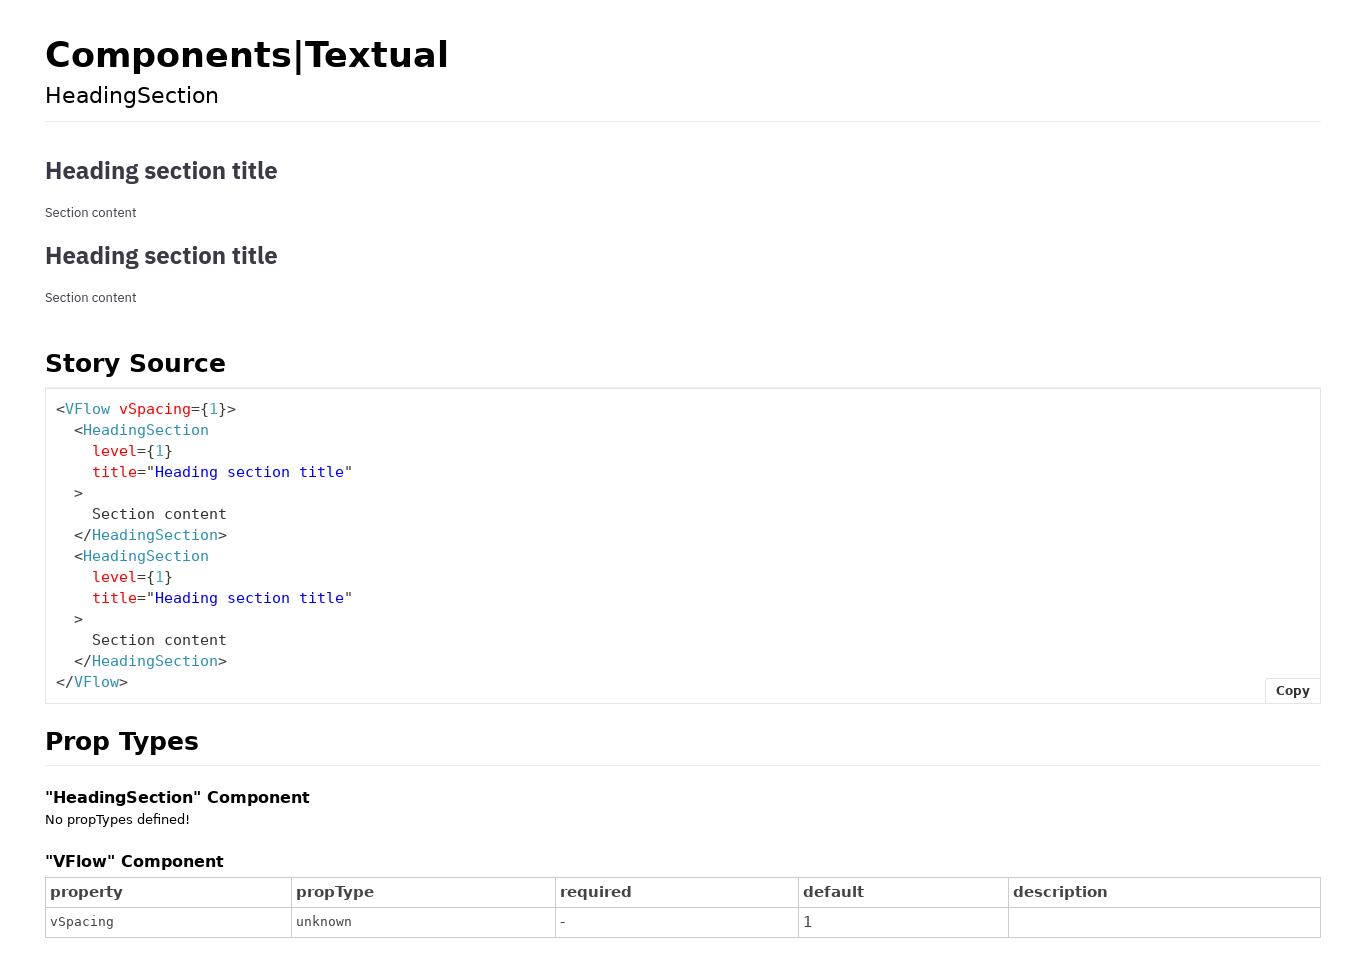 Components|Textual
HeadingSection
Heading section title
Section content
Heading section title
Section content
Story Source
<VFlow vSpacing={1}>
  <HeadingSection
    level={1}
    title="Heading section title"
  >
    Section content
  </HeadingSection>
  <HeadingSection
    level={1}
    title="Heading section title"
  >
    Section content
  </HeadingSection>
</VFlow>
Copy
Prop Types
"HeadingSection" Component
No propTypes defined!
"VFlow" Component
property propType required default description
vSpacing unknown - 1